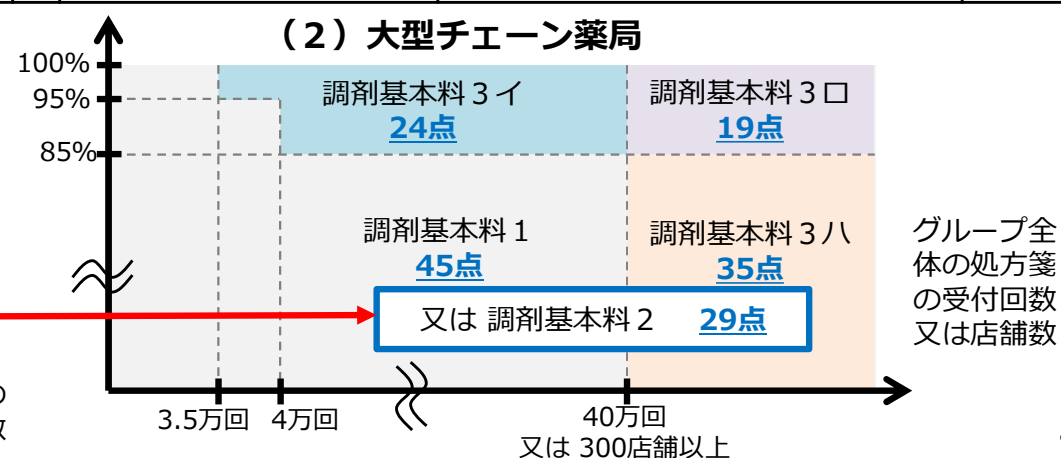 （2）大型チェーン薬局
100%
95%
85%
調剤基本料３イ
24点
調剤基本料３ロ
19点
調剤基本料１
45点
調剤基本料３ハ
35点
又は 調剤基本料２ 29点
グループ全
体の処方箋
の受付回数
又は店舗数
3.5万回
4万回
40万回
又は 300店舗以上